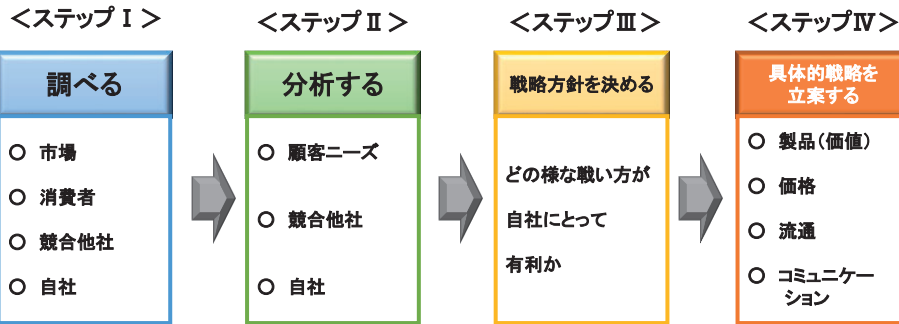 ＜ステップⅠ＞
調べる
○ 市場
○ 消費者
○ 競合他社
○ 自社
＜ステップⅡ＞
分析する
○ 顧客ニーズ
○ 競合他社
○ 自社
＜ステップⅢ＞
戦略方針を決める
どの様な戦い方が
自社にとって
有利か
＜ステップⅣ＞
具体的戦略を
立案する
○ 製品（価値）
○ 価格
○ 流通
○ コミュニケー
ション